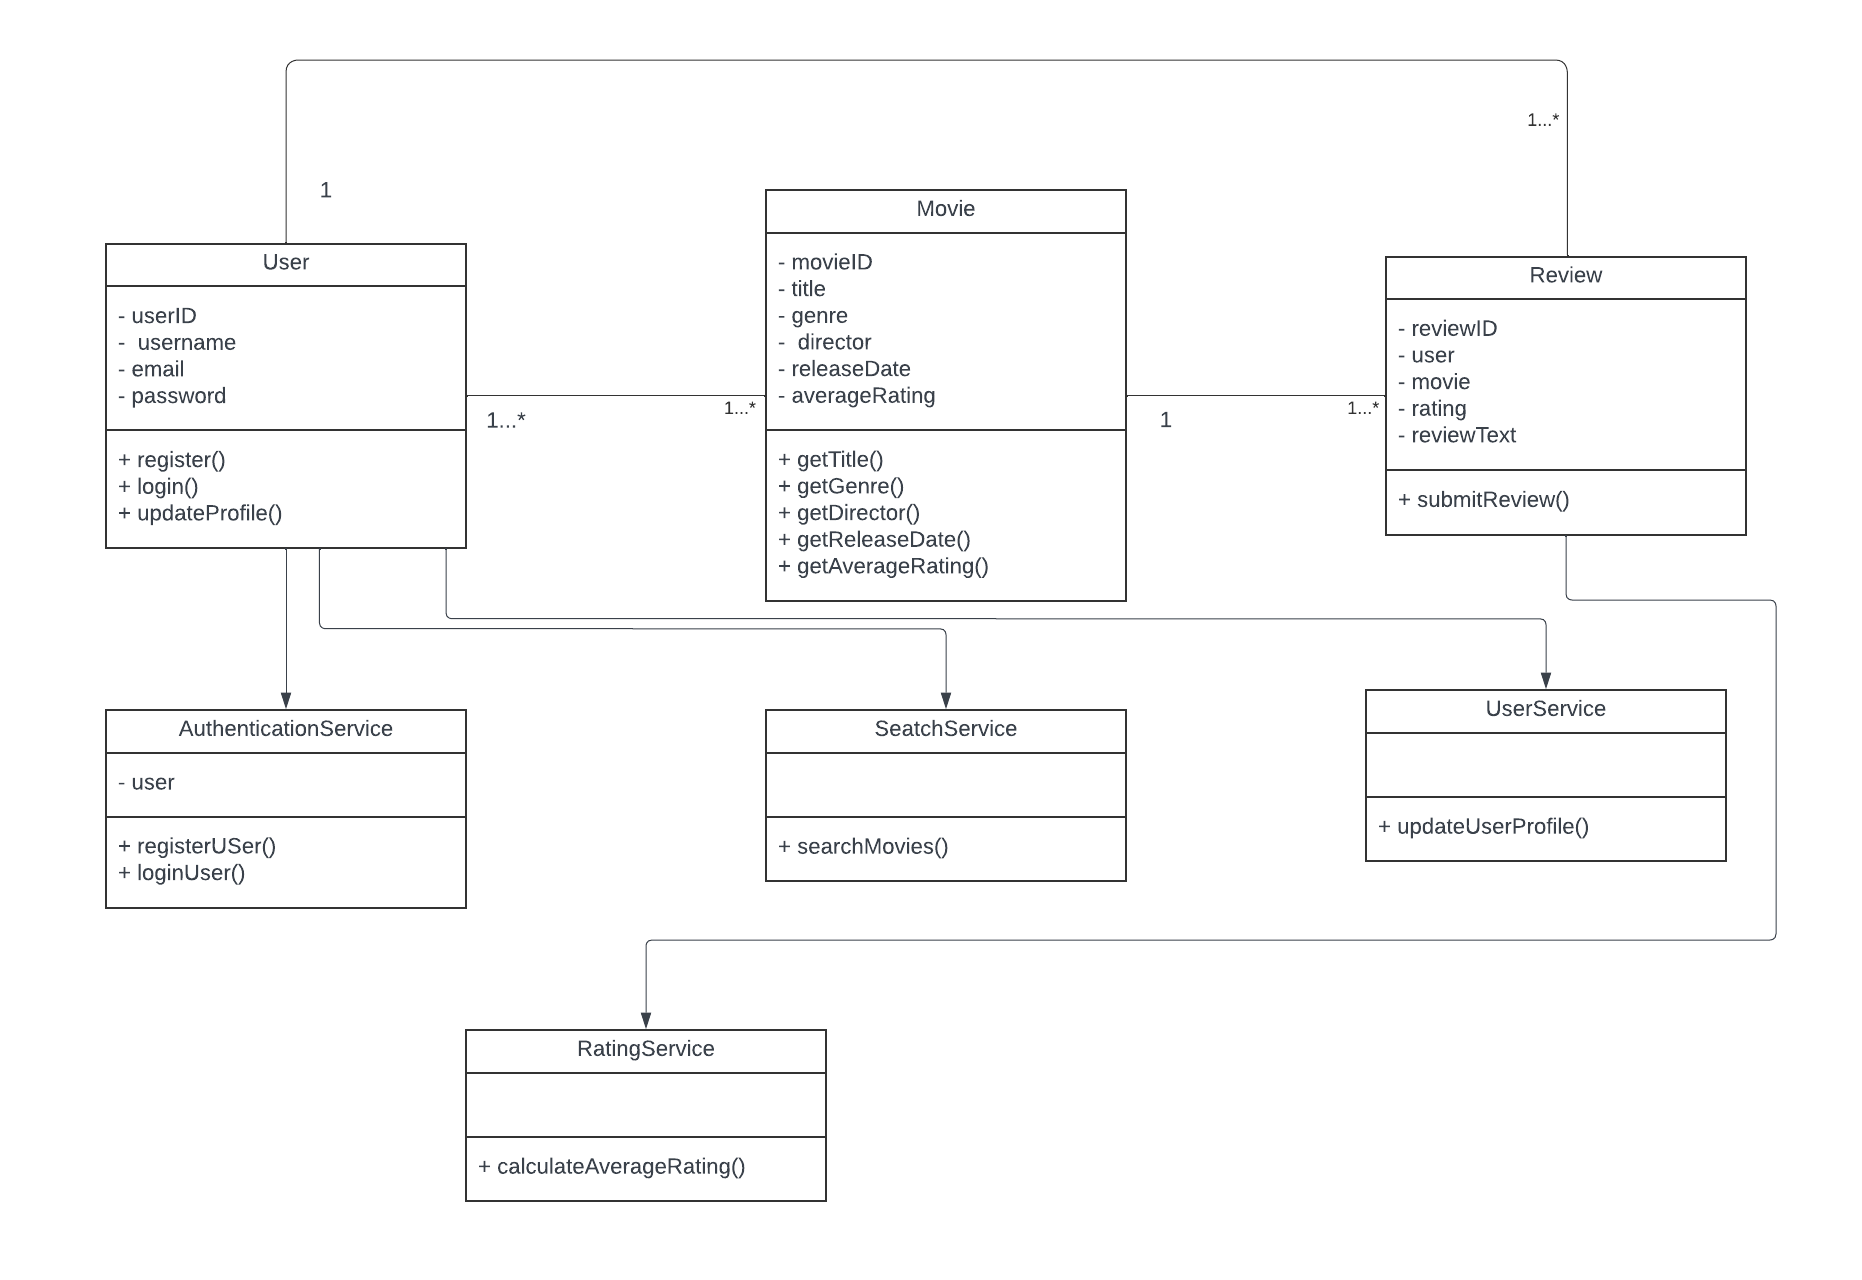 1...*
1
Movie
User
Review
- movieID
- title
- genre
-  director
- releaseDate
- averageRating
- userID
-  username
- email
- password
- reviewID
- user
- movie
- rating
- reviewText
1...*
1...*
1
1...*
+ register()
+ login()
+ updateProfile()
+ getTitle()
+ getGenre()
+ getDirector()
+ getReleaseDate()
+ getAverageRating()
+ submitReview()
AuthenticationService
- user
+ registerUSer()
+ loginUser()
SeatchService
+ searchMovies()
UserService
+ updateUserProfile()
RatingService
+ calculateAverageRating()